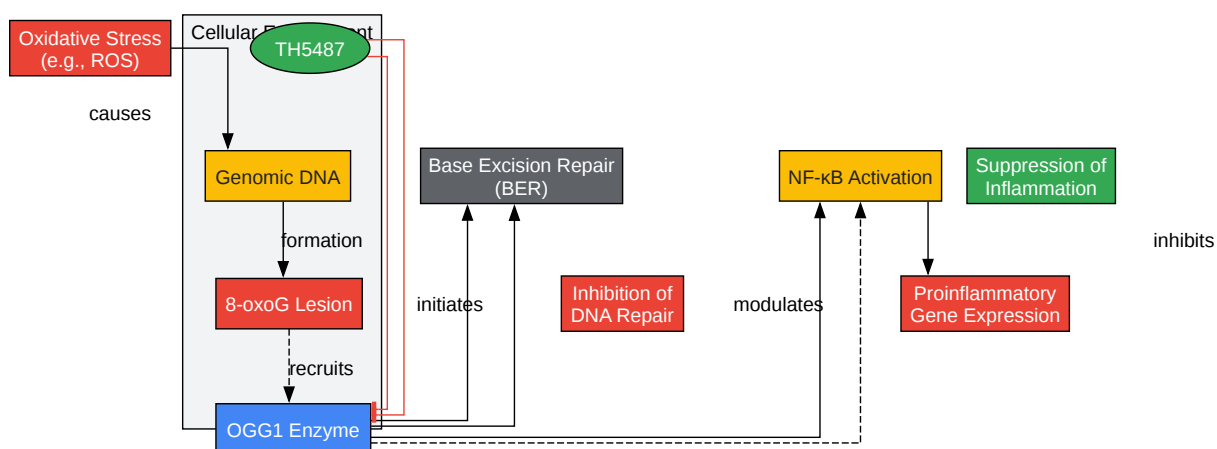 Oxidative Stress
(e.g., ROS)
Cellular E
nt
TH5487
causes
Genomic DNA
Base Excision Repair
(BER)
NF-κB Activation
Suppression of
Inflammation
formation
inhibits
8-oxoG Lesion
initiates
Inhibition of
DNA Repair
modulates
Proinflammatory
Gene Expression
recruits
OGG1 Enzyme